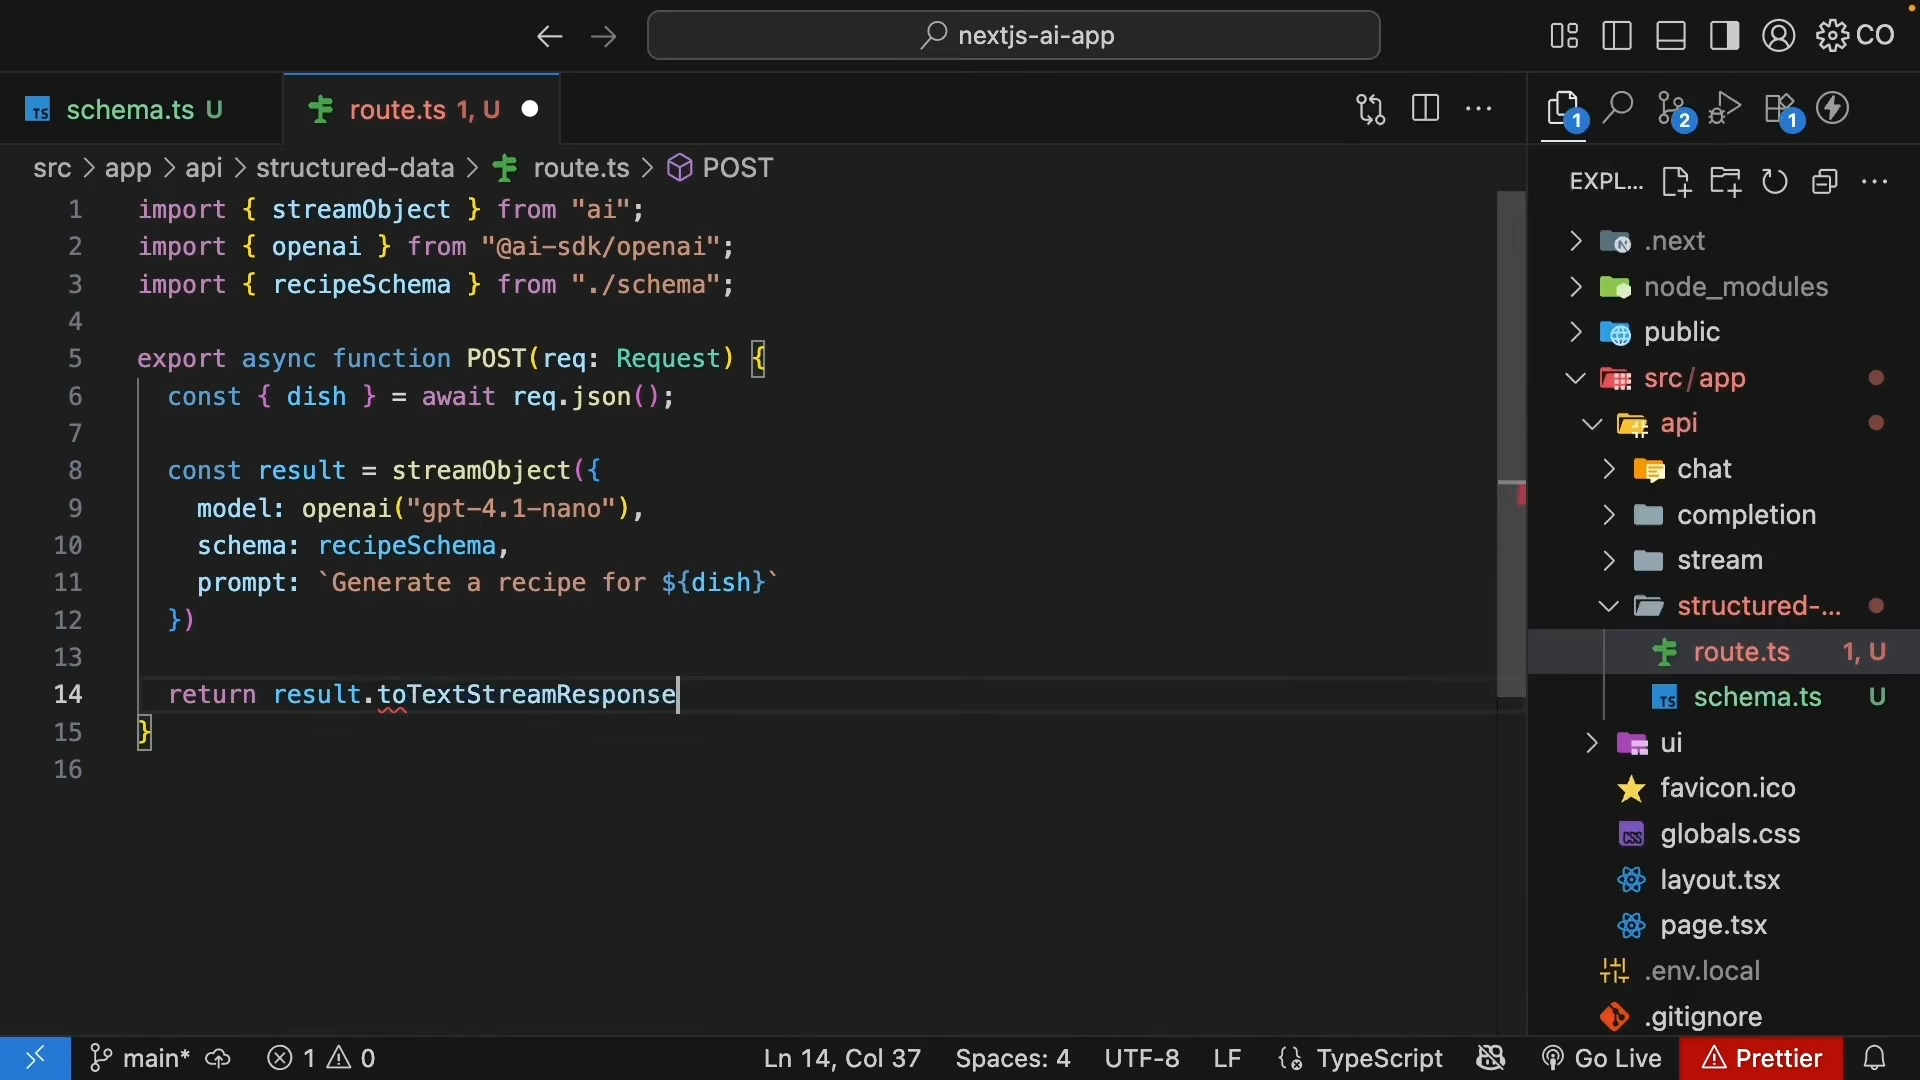 nextjs-ai-app
CO
schema.ts U
route.ts 1, U
1
2
1
src > app > api > structured-data > route.ts > POST
EXPL...
1 import { streamObject } from "ai";
2 import { openai } from "@ai-sdk/openai";
3 import { recipeSchema } from "./schema";
4
5 export async function POST(req: Request) {
6 const { dish } = await req.json();
7
8 const result = streamObject({
9 model: openai("gpt-4.1-nano"),
10 schema: recipeSchema,
11 prompt: `Generate a recipe for ${dish}`
12 })
13
14 return result.toTextStreamResponse
15 }
16
.next
node_modules
public
src/app
api
chat
completion
stream
structured-...
route.ts 1, U
TS schema.ts U
ui
favicon.ico
globals.css
layout.tsx
page.tsx
.env.local
.gitignore
main* 1 0 Ln 14, Col 37 Spaces: 4 UTF-8 LF TypeScript Go Live Prettier